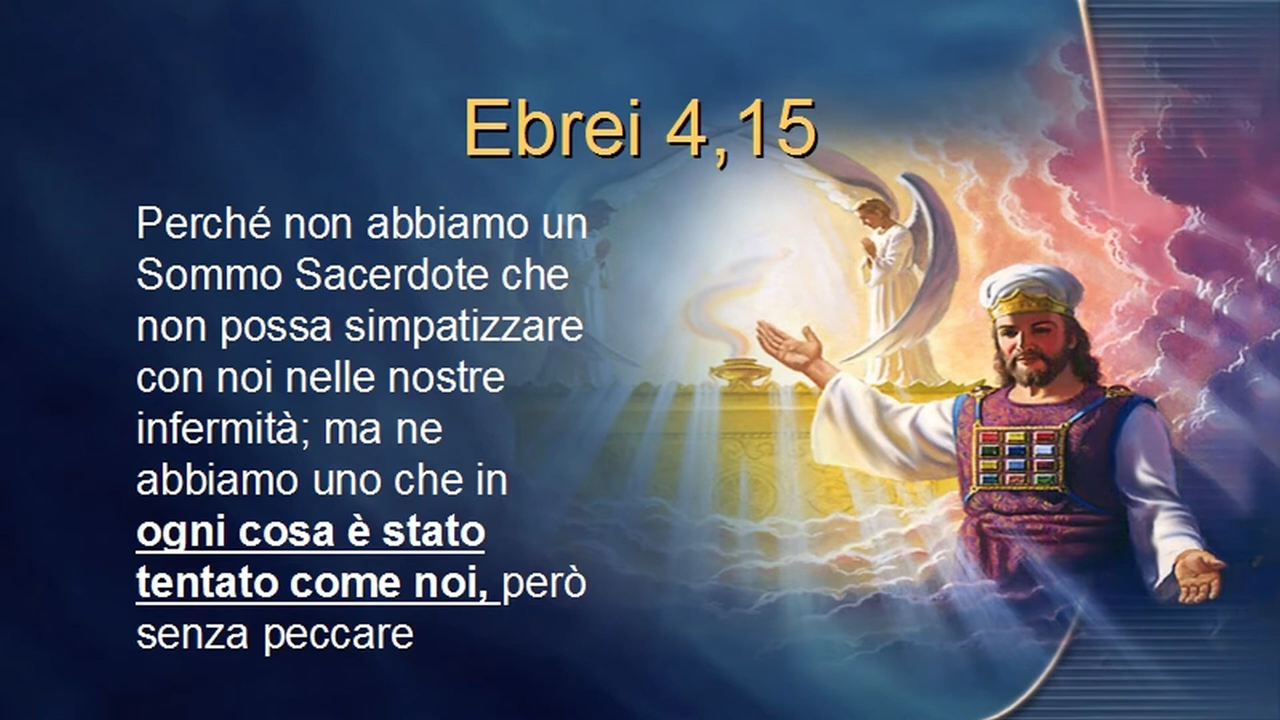 Ebrei 4,15
Perché non abbiamo un
Sommo Sacerdote che
non possa simpatizzare
con noi nelle nostre
infermità; ma ne
abbiamo uno che in
ogni cosa è stato
tentato come noi, però
senza peccare